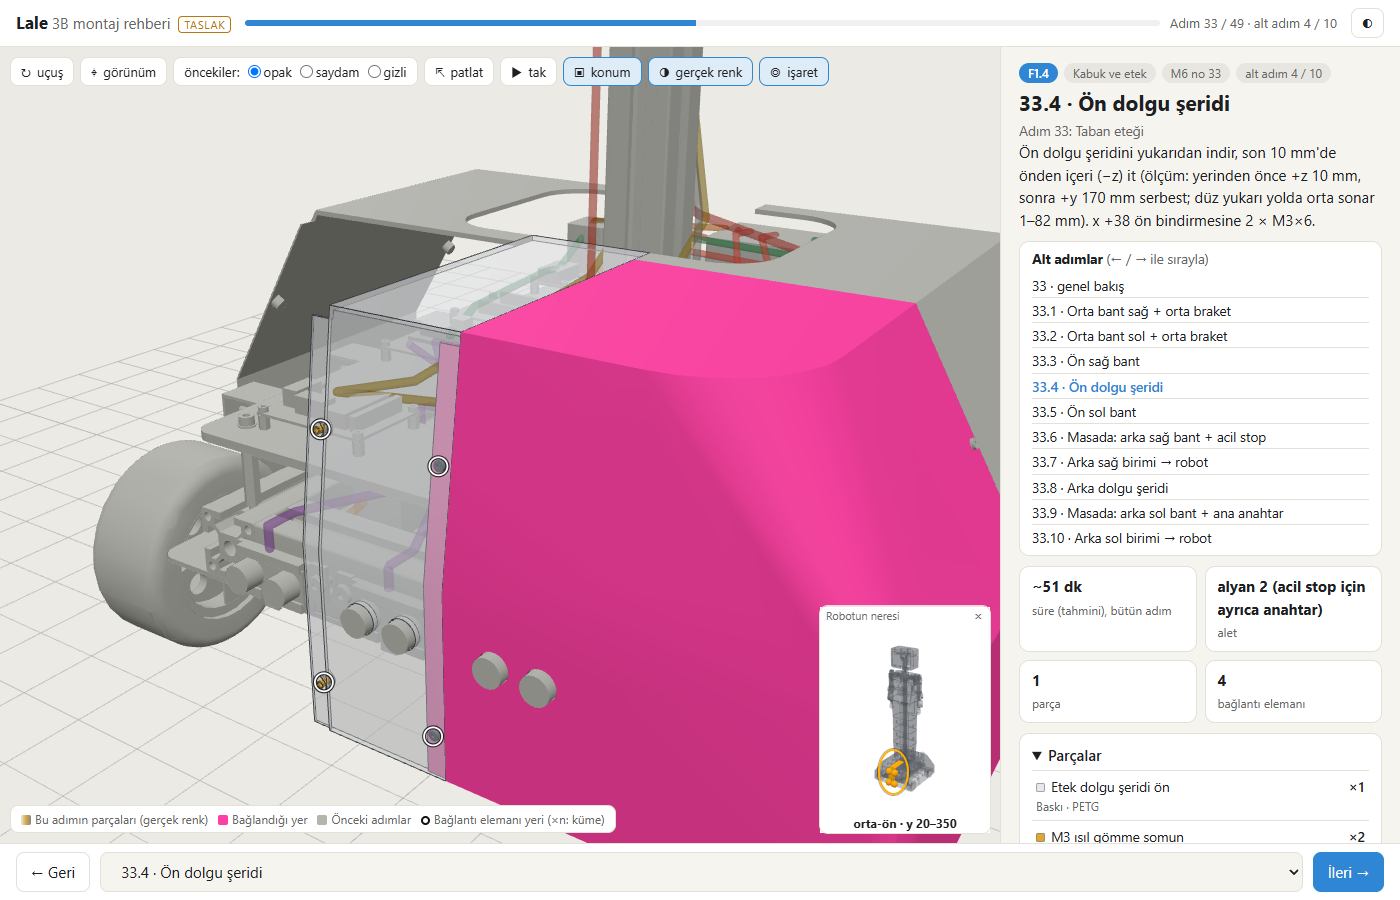 Lale 3B montaj rehberi TASLAK
Adım 33 / 49 · alt adım 4 / 10
↻ uçuş
⌖ görünüm
öncekiler: opak saydam gizli
⇱ patlat
▶ tak
▣ konum
◑ gerçek renk
◎ işaret
F1.4 Kabuk ve etek M6 no 33 alt adım 4 / 10
33.4 · Ön dolgu şeridi
Adım 33: Taban eteği
Ön dolgu şeridini yukarıdan indir, son 10 mm'de
önden içeri (−z) it (ölçüm: yerinden önce +z 10 mm,
sonra +y 170 mm serbest; düz yukarı yolda orta sonar
1–82 mm). x +38 ön bindirmesine 2 × M3×6.
Alt adımlar (← / → ile sırayla)
33 · genel bakış
33.1 · Orta bant sağ + orta braket
33.2 · Orta bant sol + orta braket
33.3 · Ön sağ bant
33.4 · Ön dolgu şeridi
33.5 · Ön sol bant
33.6 · Masada: arka sağ bant + acil stop
33.7 · Arka sağ birimi → robot
33.8 · Arka dolgu şeridi
33.9 · Masada: arka sol bant + ana anahtar
33.10 · Arka sol birimi → robot
~51 dk
süre (tahmini), bütün adım
alyan 2 (acil stop için
ayrıca anahtar)
alet
1
parça
4
bağlantı elemanı
▼ Parçalar
Etek dolgu şeridi ön ×1
Baskı · PETG
M3 ısıl gömme somun ×2
Robotun neresi ×
orta-ön · y 20–350
Bu adımın parçaları (gerçek renk) Bağlandığı yer Önceki adımlar Bağlantı elemanı yeri (×n: küme)
← Geri
33.4 · Ön dolgu şeridi
İleri →